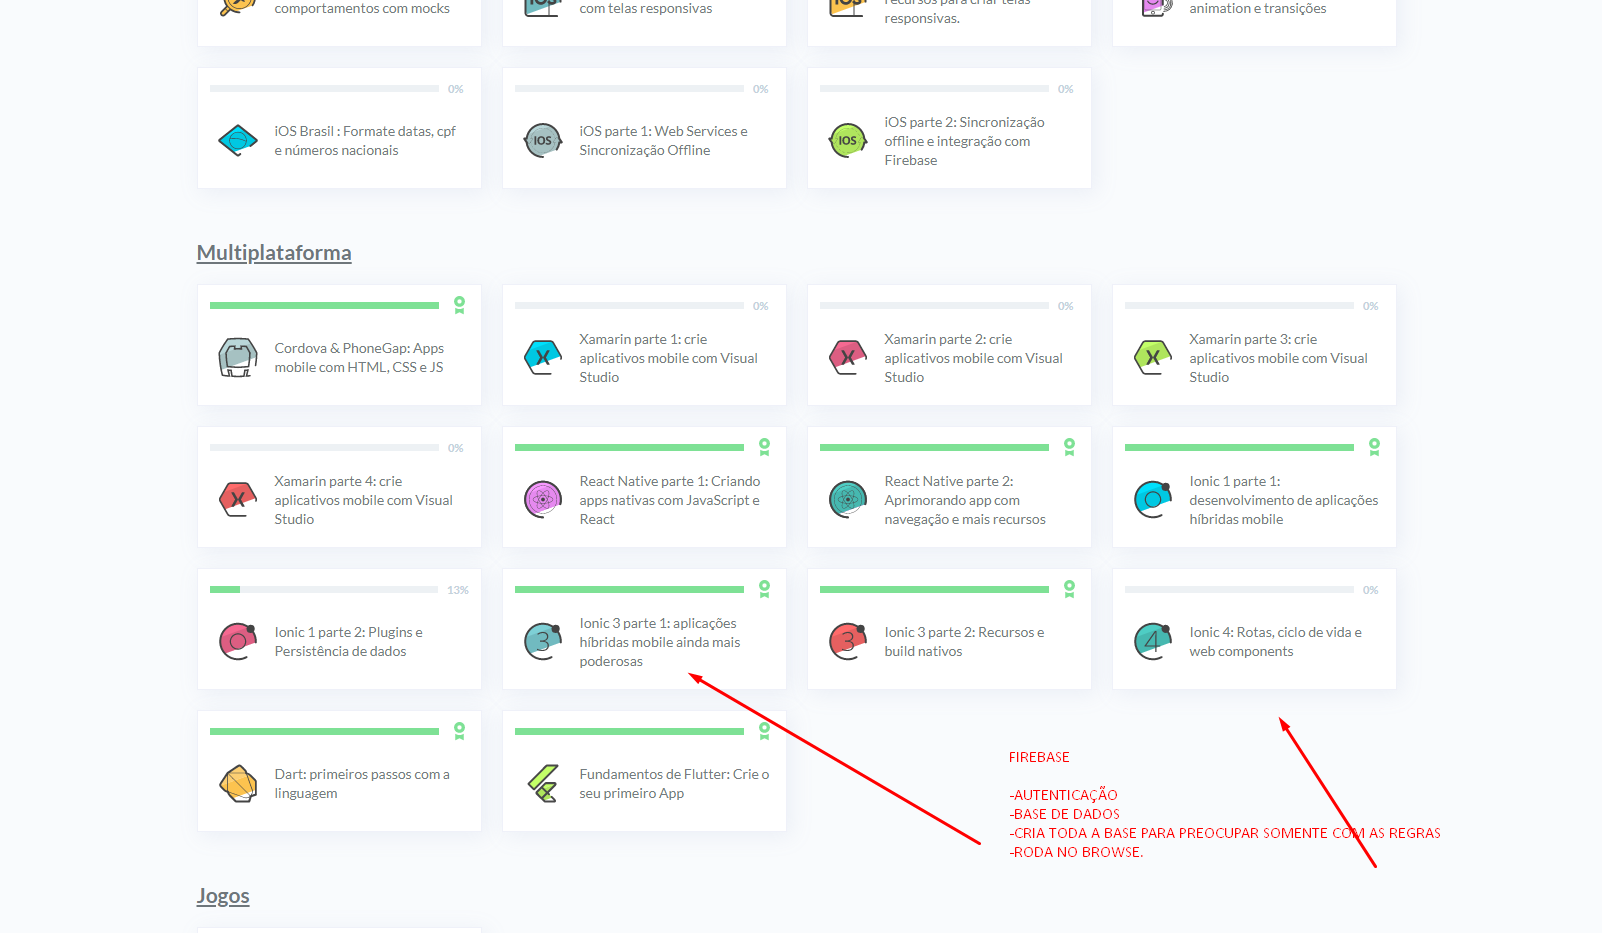 comportamentos com mocks
com telas responsivas
recursos para criar telas
responsivas.
animation e transições
0%
iOS Brasil : Formate datas, cpf
e números nacionais
0%
IOS
iOS parte 1: Web Services e
Sincronização Offline
0%
IOS
iOS parte 2: Sincronização
offline e integração com
Firebase
Multiplataforma
Cordova & PhoneGap: Apps
mobile com HTML, CSS e JS
0%
X
Xamarin parte 1: crie
aplicativos mobile com Visual
Studio
0%
X
Xamarin parte 2: crie
aplicativos mobile com Visual
Studio
0%
X
Xamarin parte 3: crie
aplicativos mobile com Visual
Studio
0%
X
Xamarin parte 4: crie
aplicativos mobile com Visual
Studio
React Native parte 1: Criando
apps nativas com JavaScript e
React
React Native parte 2:
Aprimorando app com
navegação e mais recursos
Ionic 1 parte 1:
desenvolvimento de aplicações
híbridas mobile
13%
Ionic 1 parte 2: Plugins e
Persistência de dados
3
Ionic 3 parte 1: aplicações
híbridas mobile ainda mais
poderosas
3
Ionic 3 parte 2: Recursos e
build nativos
0%
4
Ionic 4: Rotas, ciclo de vida e
web components
Dart: primeiros passos com a
linguagem
Fundamentos de Flutter: Crie o
seu primeiro App
FIREBASE
-AUTENTICAÇÃO
-BASE DE DADOS
-CRIA TODA A BASE PARA PREOCUPAR SOMENTE COM AS REGRAS
-RODA NO BROWSE.
Jogos